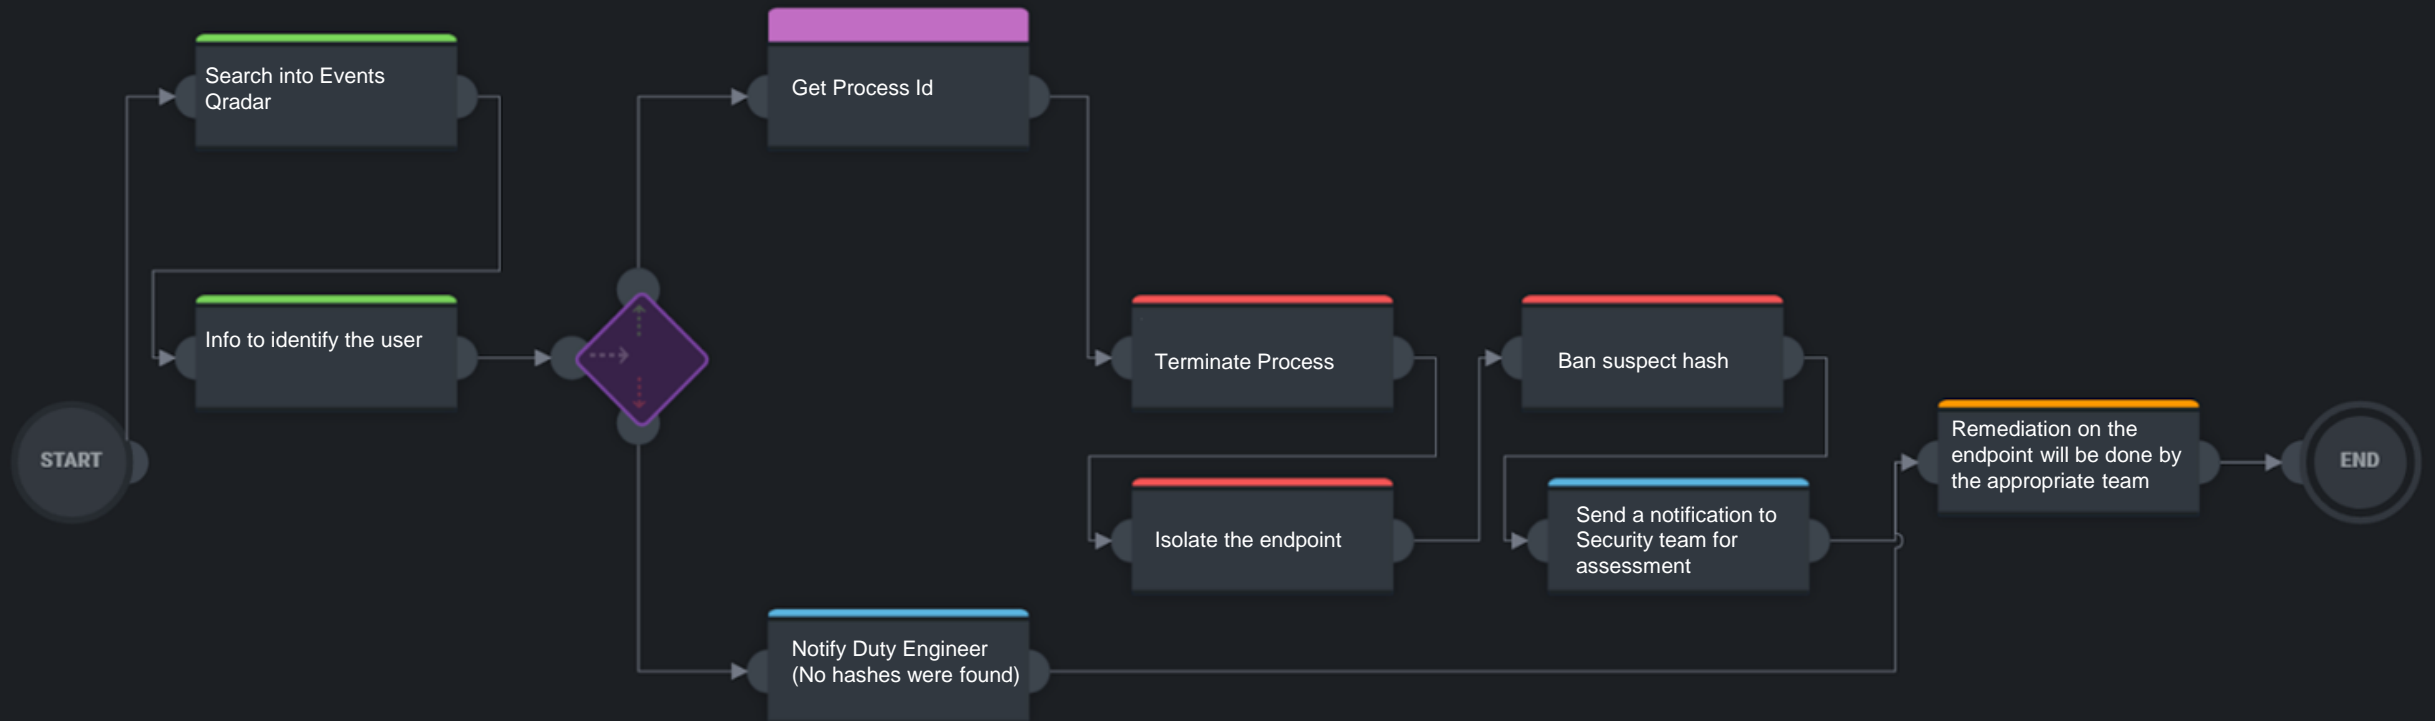 Search into Events
Qradar
Get Process Id
Info to identify the user
START
Terminate Process
Ban suspect hash
Remediation on the
endpoint will be done by
the appropriate team
END
Isolate the endpoint
Send a notification to
Security team for
assessment
Notify Duty Engineer
(No hashes were found)